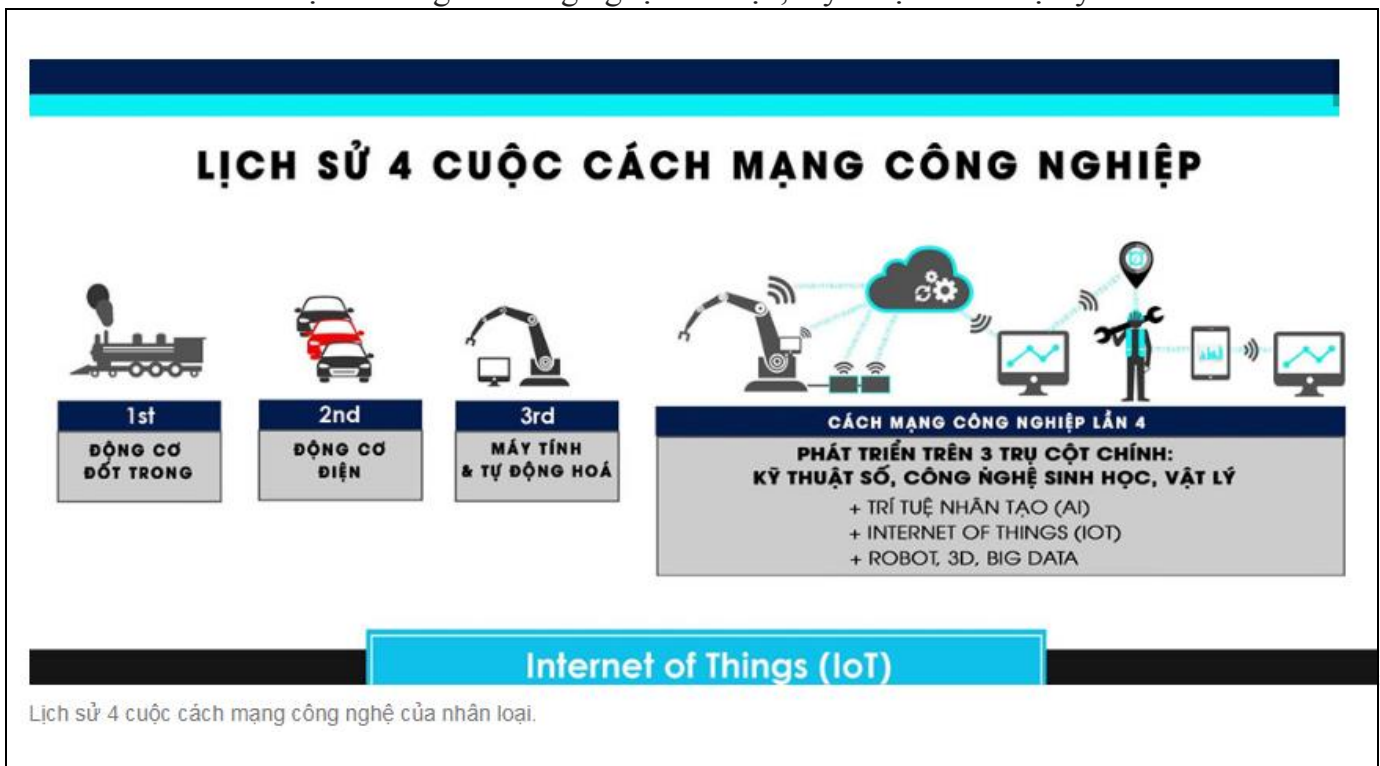 LỊCH SỬ 4 CUỘC CÁCH MẠNG CÔNG NGHIỆP
1st
ĐỘNG CƠ
ĐỐT TRONG
2nd
ĐỘNG CƠ
ĐIỆN
3rd
MÁY TÍNH
& TỰ ĐỘNG HOÁ
CÁCH MẠNG CÔNG NGHIỆP LẦN 4
PHÁT TRIỂN TRÊN 3 TRỤ CỘT CHÍNH:
KỸ THUẬT SỐ, CÔNG NGHỆ SINH HỌC, VẬT LÝ
+ TRÍ TUỆ NHÂN TẠO (AI)
+ INTERNET OF THINGS (IOT)
+ ROBOT, 3D, BIG DATA
Internet of Things (IoT)
Lịch sử 4 cuộc cách mạng công nghệ của nhân loại.